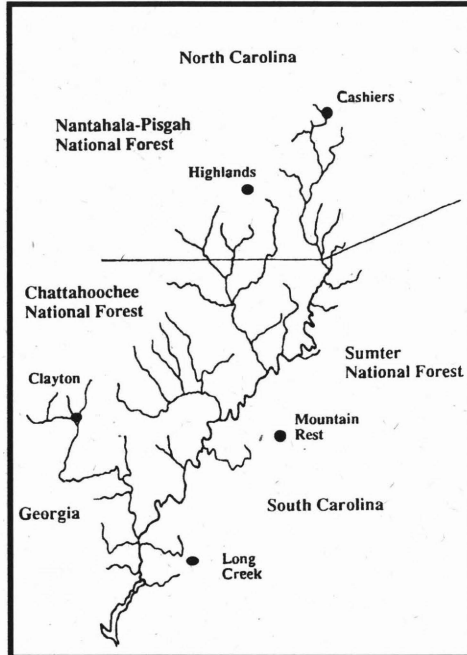 North Carolina
Cashiers
Nantahala-Pisgah
National Forest
Highlands
Chattahoochee
National Forest
Sumter
National Forest
Clayton
Mountain
Rest
South Carolina
Georgia
Long
Creek